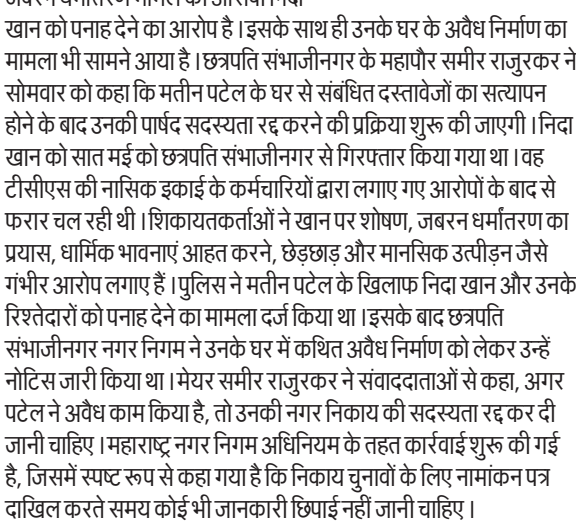 जबरन धर्मांतरण मामले की आरोपी निदा
खान को पनाह देने का आरोप है । इसके साथ ही उनके घर के अवैध निर्माण का
मामला भी सामने आया है । छत्रपति संभाजीनगर के महापौर समीर राजुरकर ने
सोमवार को कहा कि मतीन पटेल के घर से संबंधित दस्तावेजों का सत्यापन
होने के बाद उनकी पार्षद सदस्यता रद्द करने की प्रक्रिया शुरू की जाएगी । निदा
खान को सात मई को छत्रपति संभाजीनगर से गिरफ्तार किया गया था । वह
टीसीएस की नासिक इकाई के कर्मचारियों द्वारा लगाए गए आरोपों के बाद से
फरार चल रही थी । शिकायतकर्ताओं ने खान पर शोषण, जबरन धर्मांतरण का
प्रयास, धार्मिक भावनाएं आहत करने, छेड़छाड़ और मानसिक उत्पीड़न जैसे
गंभीर आरोप लगाए हैं । पुलिस ने मतीन पटेल के खिलाफ निदा खान और उनके
रिश्तेदारों को पनाह देने का मामला दर्ज किया था । इसके बाद छत्रपति
संभाजीनगर नगर निगम ने उनके घर में कथित अवैध निर्माण को लेकर उन्हें
नोटिस जारी किया था । मेयर समीर राजुरकर ने संवाददाताओं से कहा, अगर
पटेल ने अवैध काम किया है, तो उनकी नगर निकाय की सदस्यता रद्द कर दी
जानी चाहिए । महाराष्ट्र नगर निगम अधिनियम के तहत कार्रवाई शुरू की गई
है, जिसमें स्पष्ट रूप से कहा गया है कि निकाय चुनावों के लिए नामांकन पत्र
दाखिल करते समय कोई भी जानकारी छिपाई नहीं जानी चाहिए ।